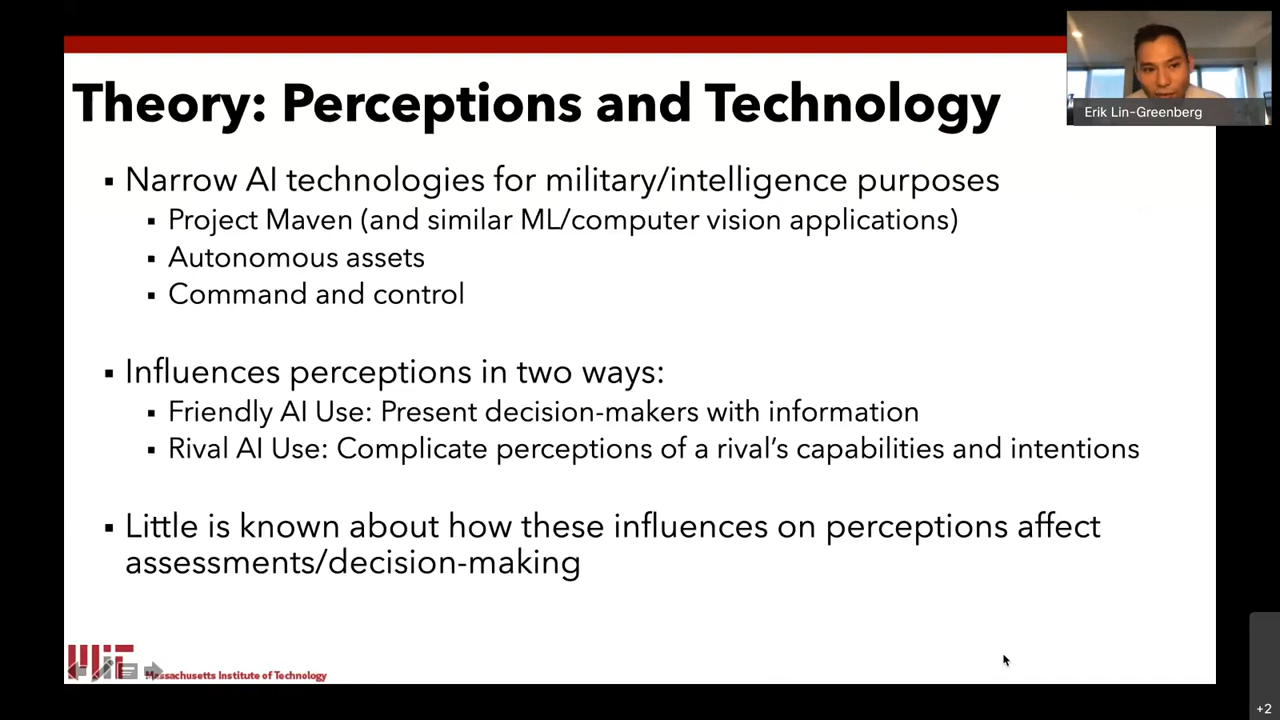 Theory: Perceptions and Technology
Erik Lin-Greenberg
▪ Narrow AI technologies for military/intelligence purposes
▪ Project Maven (and similar ML/computer vision applications)
▪ Autonomous assets
▪ Command and control
▪ Influences perceptions in two ways:
▪ Friendly AI Use: Present decision-makers with information
▪ Rival AI Use: Complicate perceptions of a rival’s capabilities and intentions
▪ Little is known about how these influences on perceptions affect
assessments/decision-making
MIT
Massachusetts Institute of Technology
+2